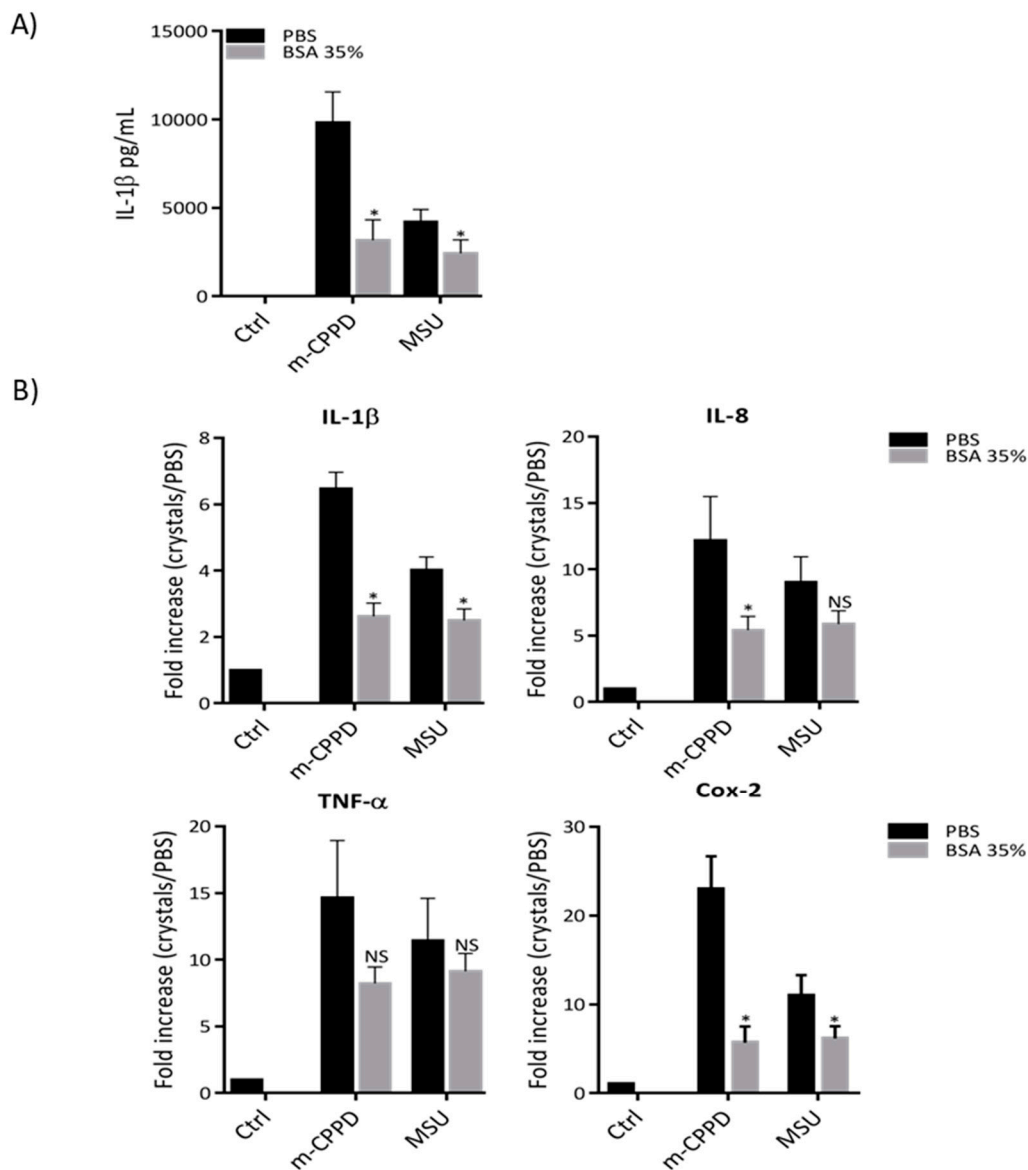 A)
PBS
BSA 35%
IL-1β pg/mL
15000
10000
5000
0
*
*
Ctrl
m-CPPD
MSU
B)
IL-1β
Fold increase (crystals/PBS)
8
6
4
2
0
*
*
Ctrl
m-CPPD
MSU
IL-8
Fold increase (crystals/PBS)
20
15
10
5
0
*
NS
Ctrl
m-CPPD
MSU
PBS
BSA 35%
TNF-α
Fold increase (crystals/PBS)
20
15
10
5
0
NS
NS
Ctrl
m-CPPD
MSU
Cox-2
Fold increase (crystals/PBS)
30
20
10
0
*
*
Ctrl
m-CPPD
MSU
PBS
BSA 35%